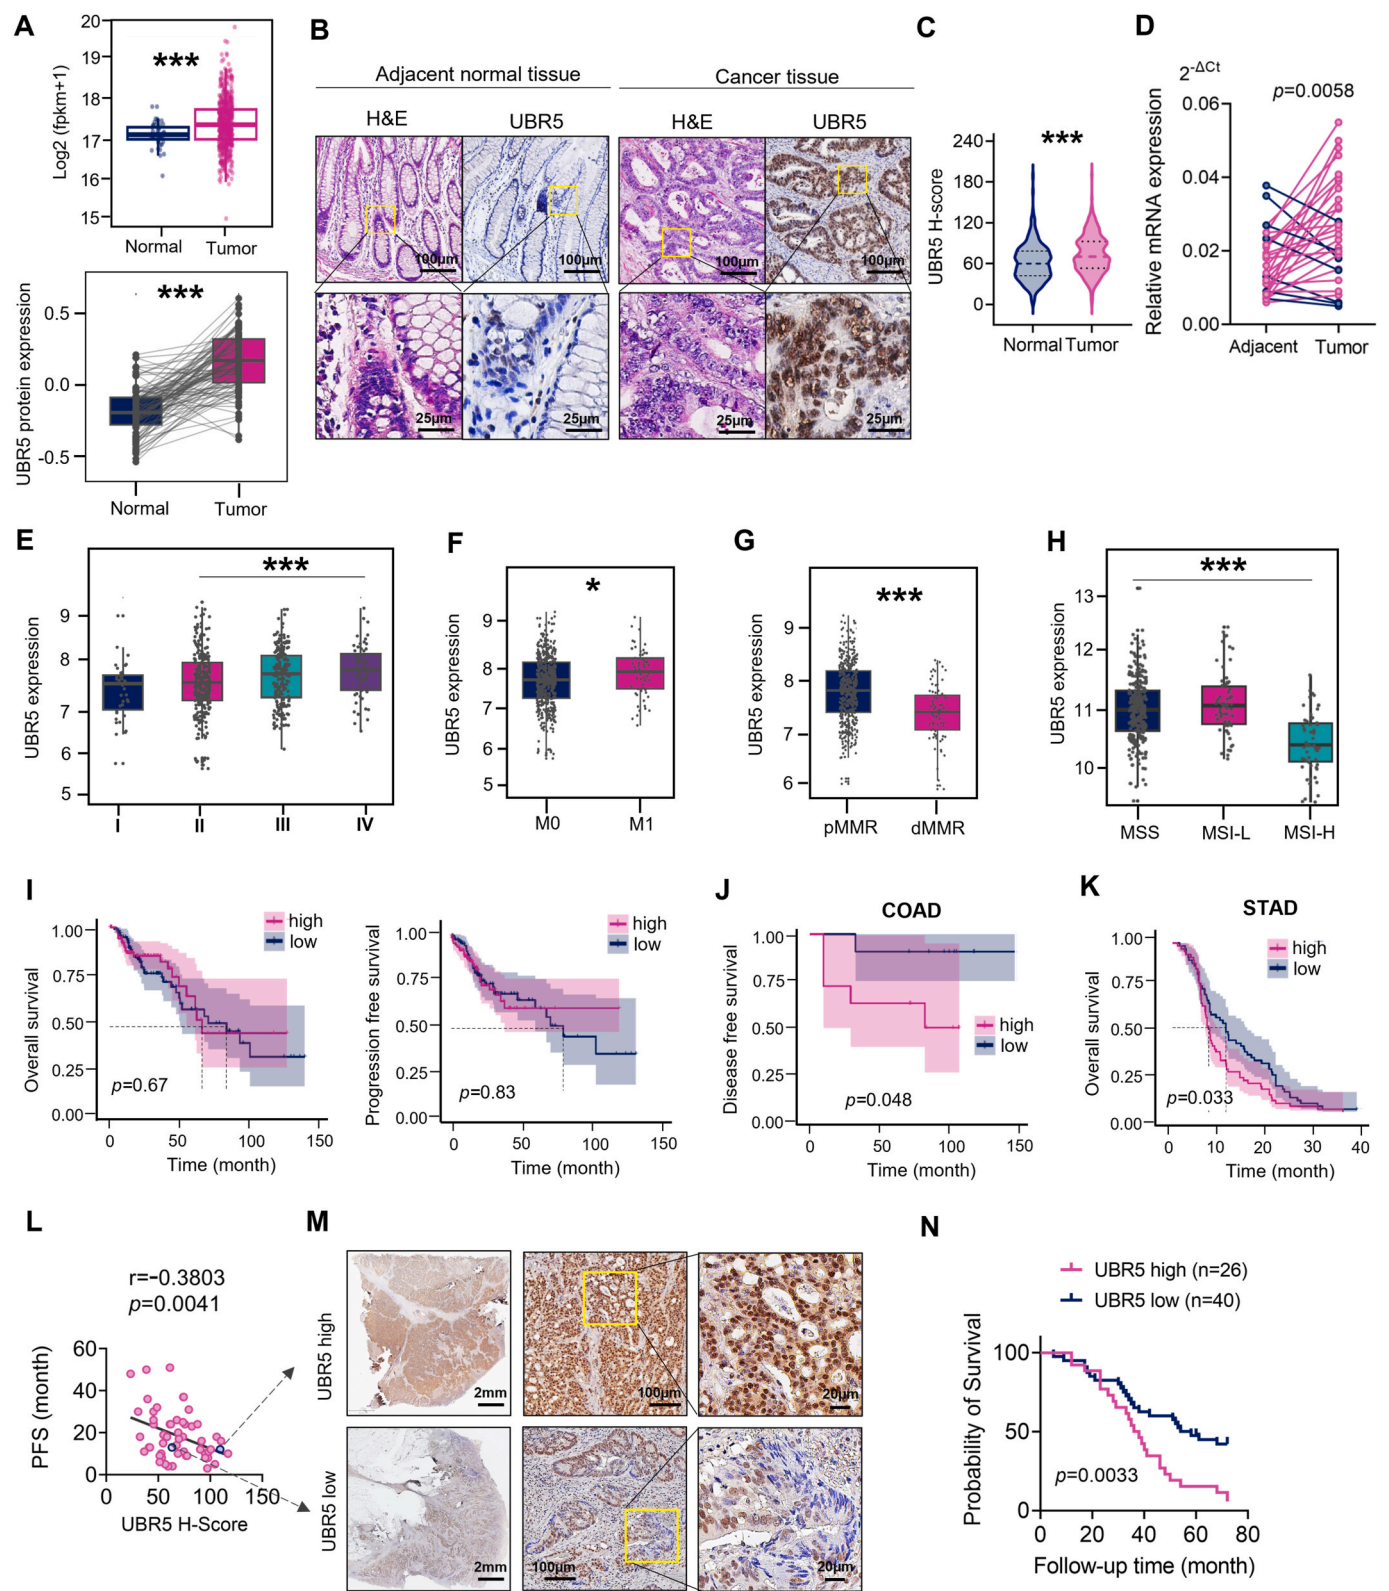 A
20
19
18
17
16
15
Log2 (fpkm+1)
***
Normal Tumor
UBR5 protein expression
0.5
0.0
-0.5
***
Normal Tumor
B
Adjacent normal tissue
Cancer tissue
H&E
UBR5
H&E
UBR5
100μm
100μm
100μm
100μm
25μm
25μm
25μm
25μm
C
***
UBR5 H-score
240
180
120
60
0
Normal Tumor
D
2-ΔCt
p=0.0058
Relative mRNA expression
0.06
0.04
0.02
0.00
Adjacent Tumor
E
***
UBR5 expression
9
8
7
6
5
I II III IV
F
*
UBR5 expression
9
8
7
6
5
M0 M1
G
***
UBR5 expression
9
8
7
6
pMMR dMMR
H
***
UBR5 expression
13
12
11
10
MSS MSI-L MSI-H
I
high
low
Overall survival
1.00
0.75
0.50
0.25
0.00
p=0.67
0 50 100 150
Time (month)
high
low
Progression free survival
1.00
0.75
0.50
0.25
0.00
p=0.83
0 50 100 150
Time (month)
J
COAD
Disease free survival
1.00
0.75
0.50
0.25
0.00
high
low
p=0.048
0 50 100 150
Time (month)
K
STAD
Overall survival
1.00
0.75
0.50
0.25
0.00
high
low
p=0.033
0 10 20 30 40
Time (month)
L
r=-0.3803
p=0.0041
PFS (month)
60
40
20
0
0 50 100 150
UBR5 H-Score
M
UBR5 high
2mm
100μm
20μm
UBR5 low
2mm
100μm
20μm
N
UBR5 high (n=26)
UBR5 low (n=40)
Probability of Survival
100
50
0
p=0.0033
0 20 40 60 80
Follow-up time (month)